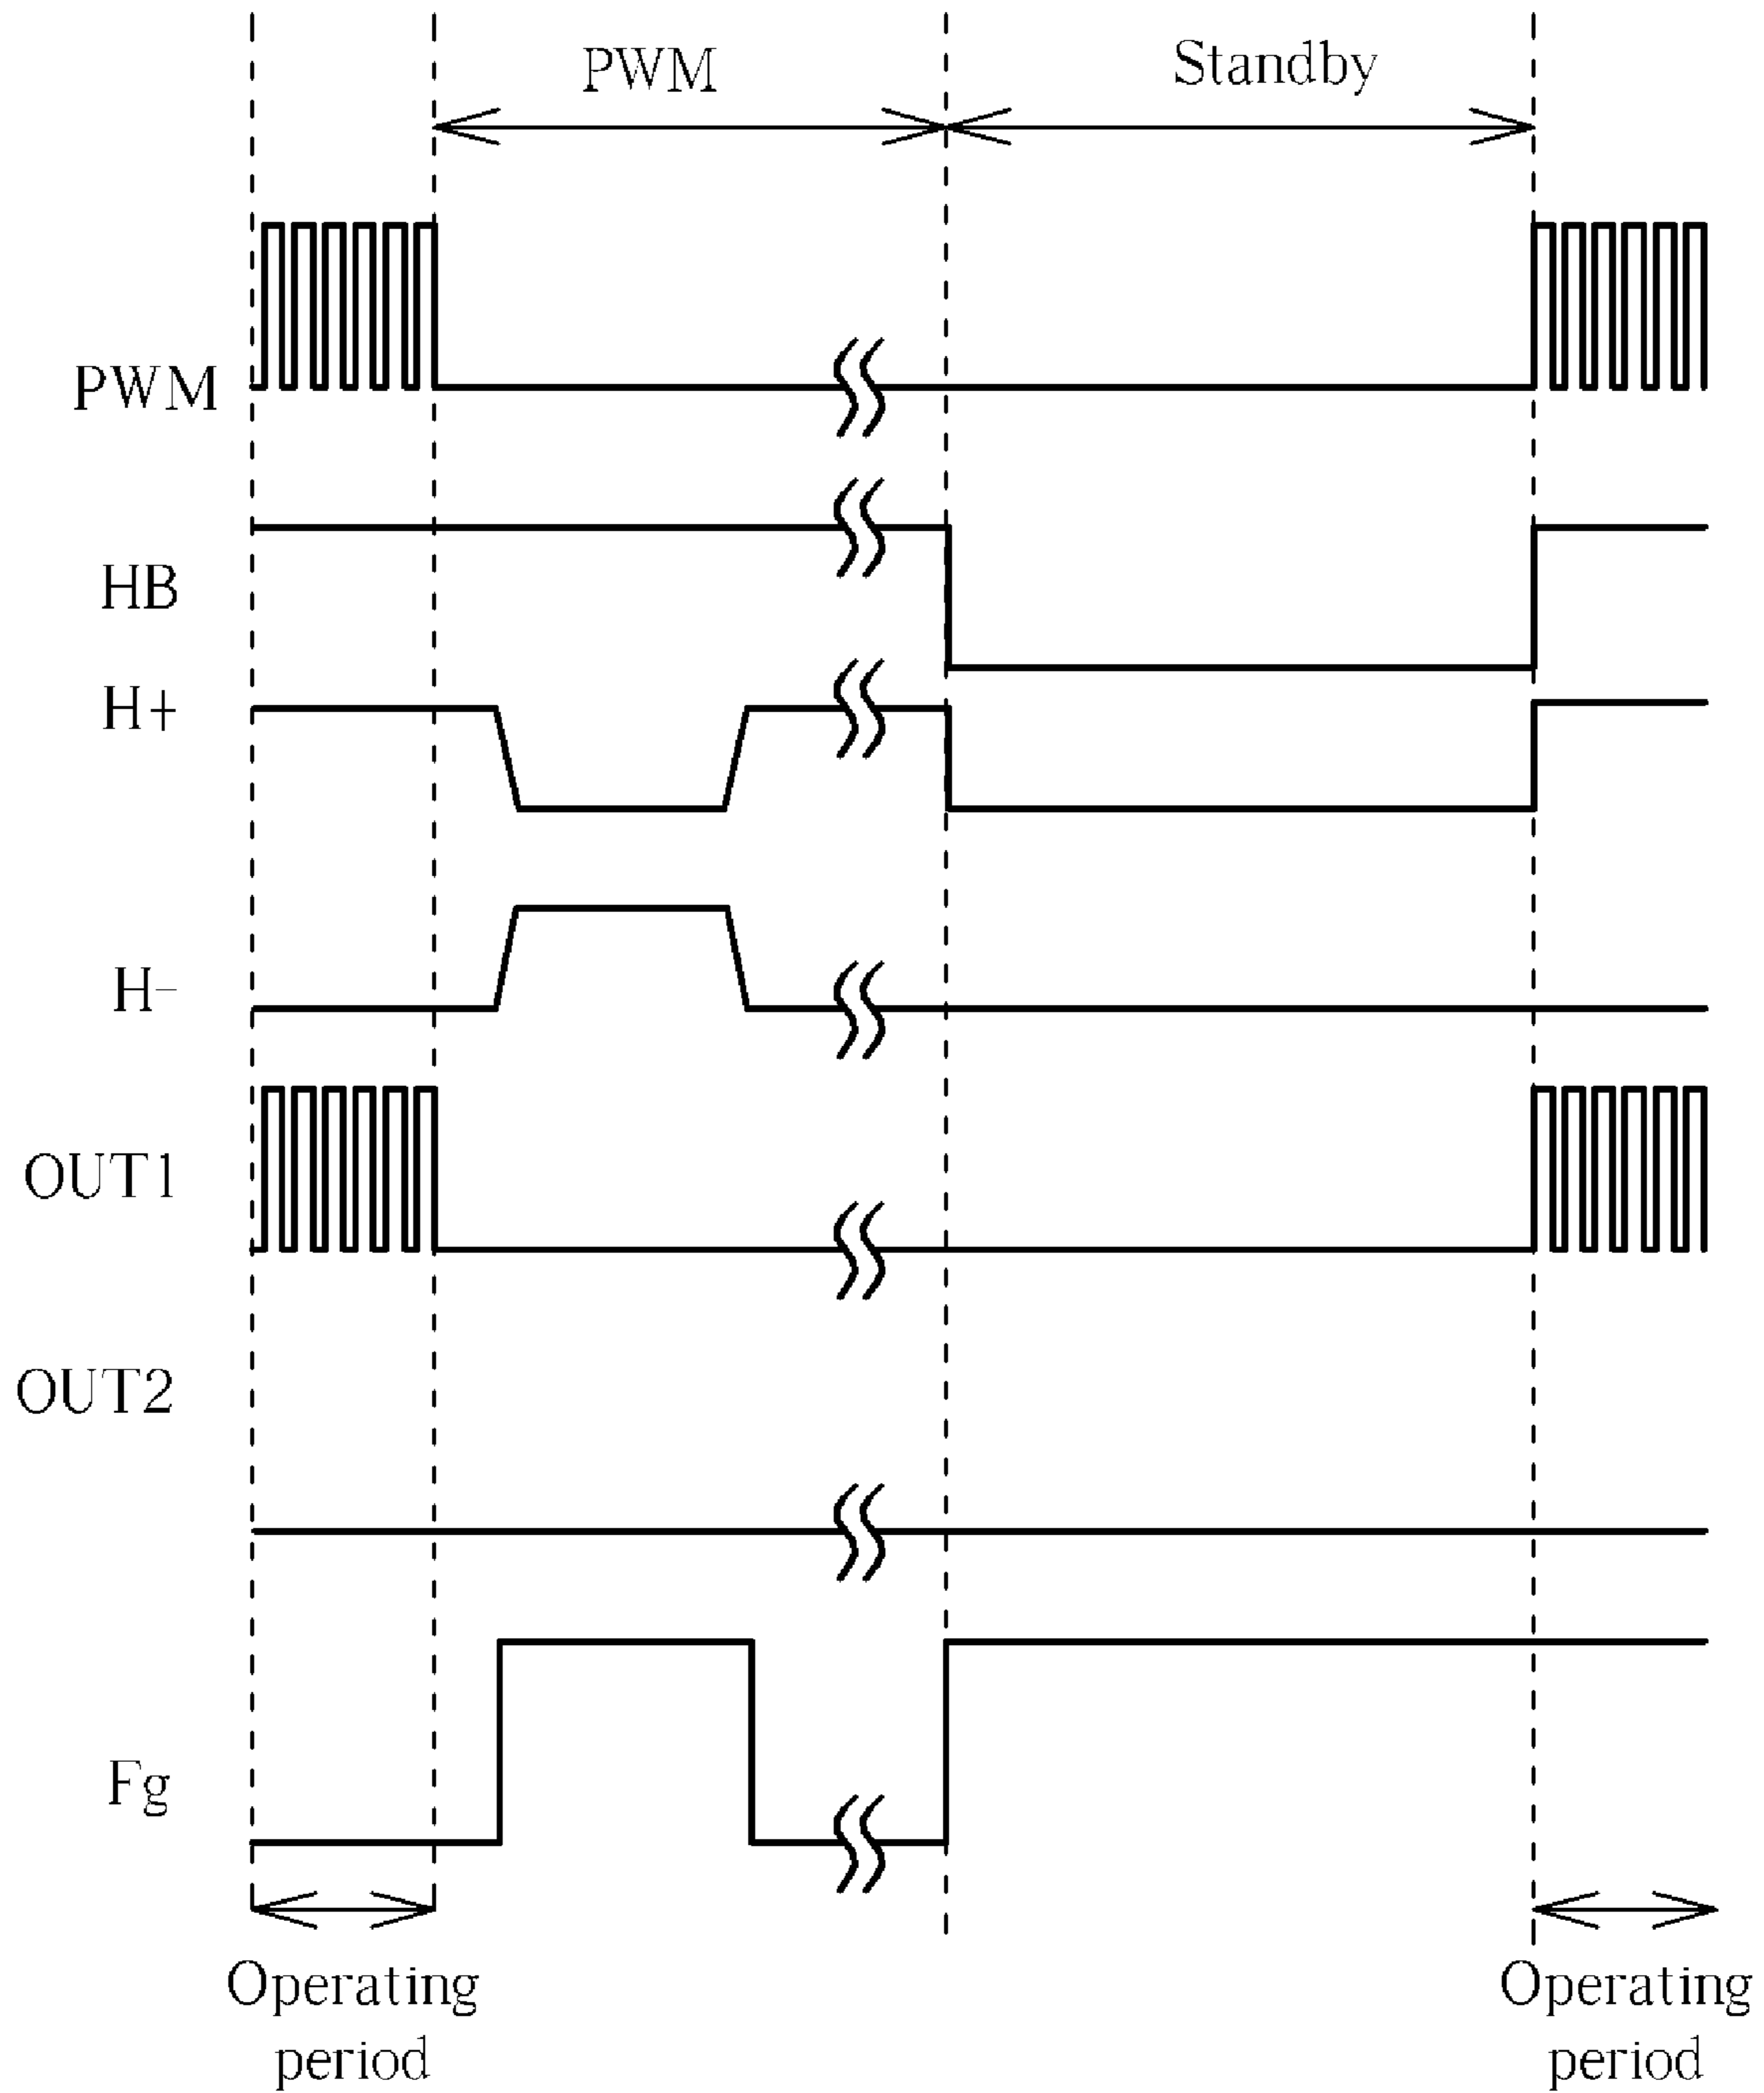 PWM
Standby
PWM
HB
H+
H-
OUT1
OUT2
Fg
Operating
period
Operating
period